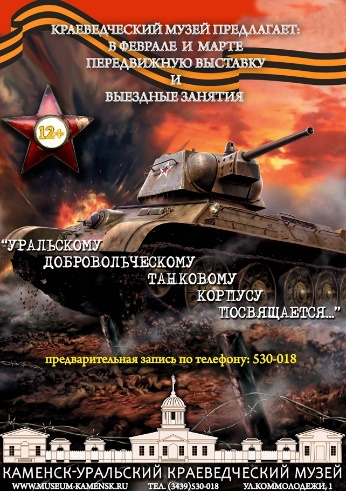 КРАЕВЕДЧЕСКИЙ МУЗЕЙ ПРЕДЛАГАЕТ:
В ФЕВРАЛЕ И МАРТЕ
ПЕРЕДВИЖНУЮ ВЫСТАВКУ
И
ВЫЕЗДНЫЕ ЗАНЯТИЯ
12+
"УРАЛЬСКОМУ
ДОБРОВОЛЬЧЕСКОМУ
ТАНКОВОМУ
КОРПУСУ
ПОСВЯЩАЕТСЯ..."
предварительная запись по телефону: 530-018
КАМЕНСК-УРАЛЬСКИЙ КРАЕВЕДЧЕСКИЙ МУЗЕЙ
WWW.MUSEUM-KAMENSK.RU ТЕЛ. (3439)530-018 УЛ.КОММОЛОДЕЖИ, 1